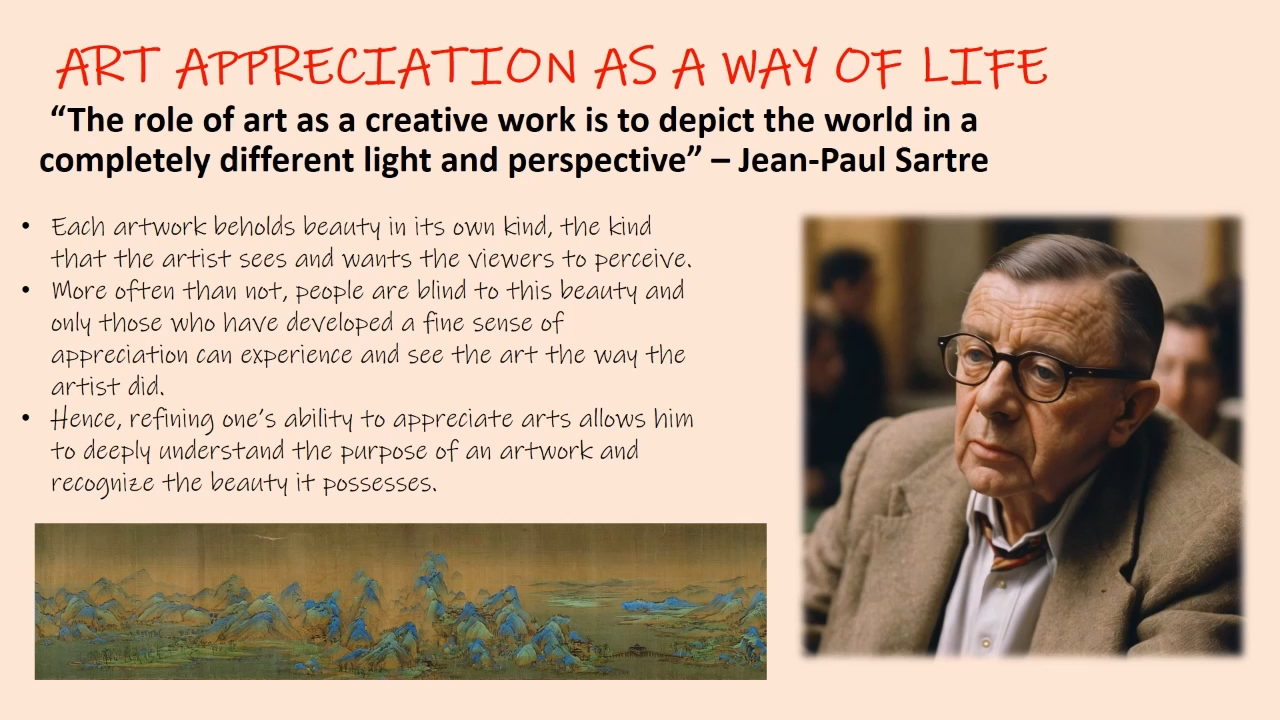 ART APPRECIATION AS A WAY OF LIFE
“The role of art as a creative work is to depict the world in a
completely different light and perspective” – Jean-Paul Sartre
• Each artwork beholds beauty in its own kind, the kind
that the artist sees and wants the viewers to perceive.
• More often than not, people are blind to this beauty and
only those who have developed a fine sense of
appreciation can experience and see the art the way the
artist did.
• Hence, refining one’s ability to appreciate arts allows him
to deeply understand the purpose of an artwork and
recognize the beauty it possesses.